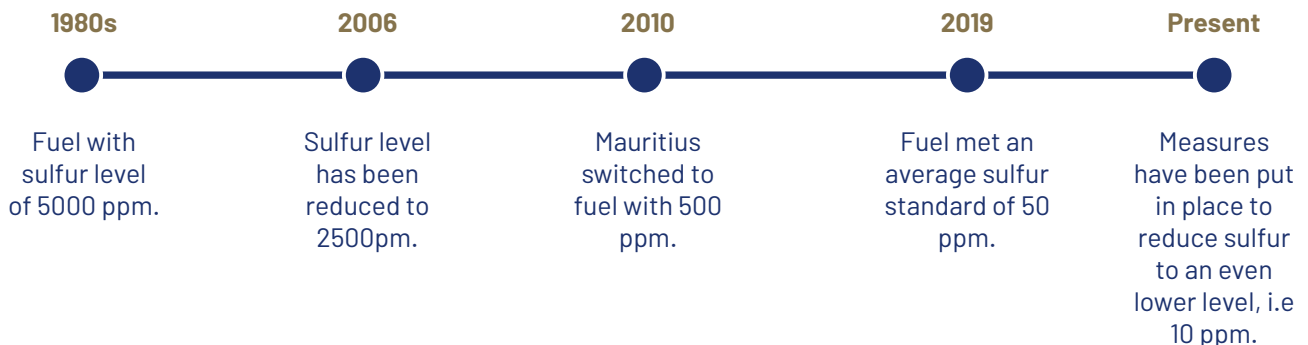 1980s
Fuel with
sulfur level
of 5000 ppm.
2006
Sulfur level
has been
reduced to
2500pm.
2010
Mauritius
switched to
fuel with 500
ppm.
2019
Fuel met an
average sulfur
standard of 50
ppm.
Present
Measures
have been put
in place to
reduce sulfur
to an even
lower level, i.e
10 ppm.